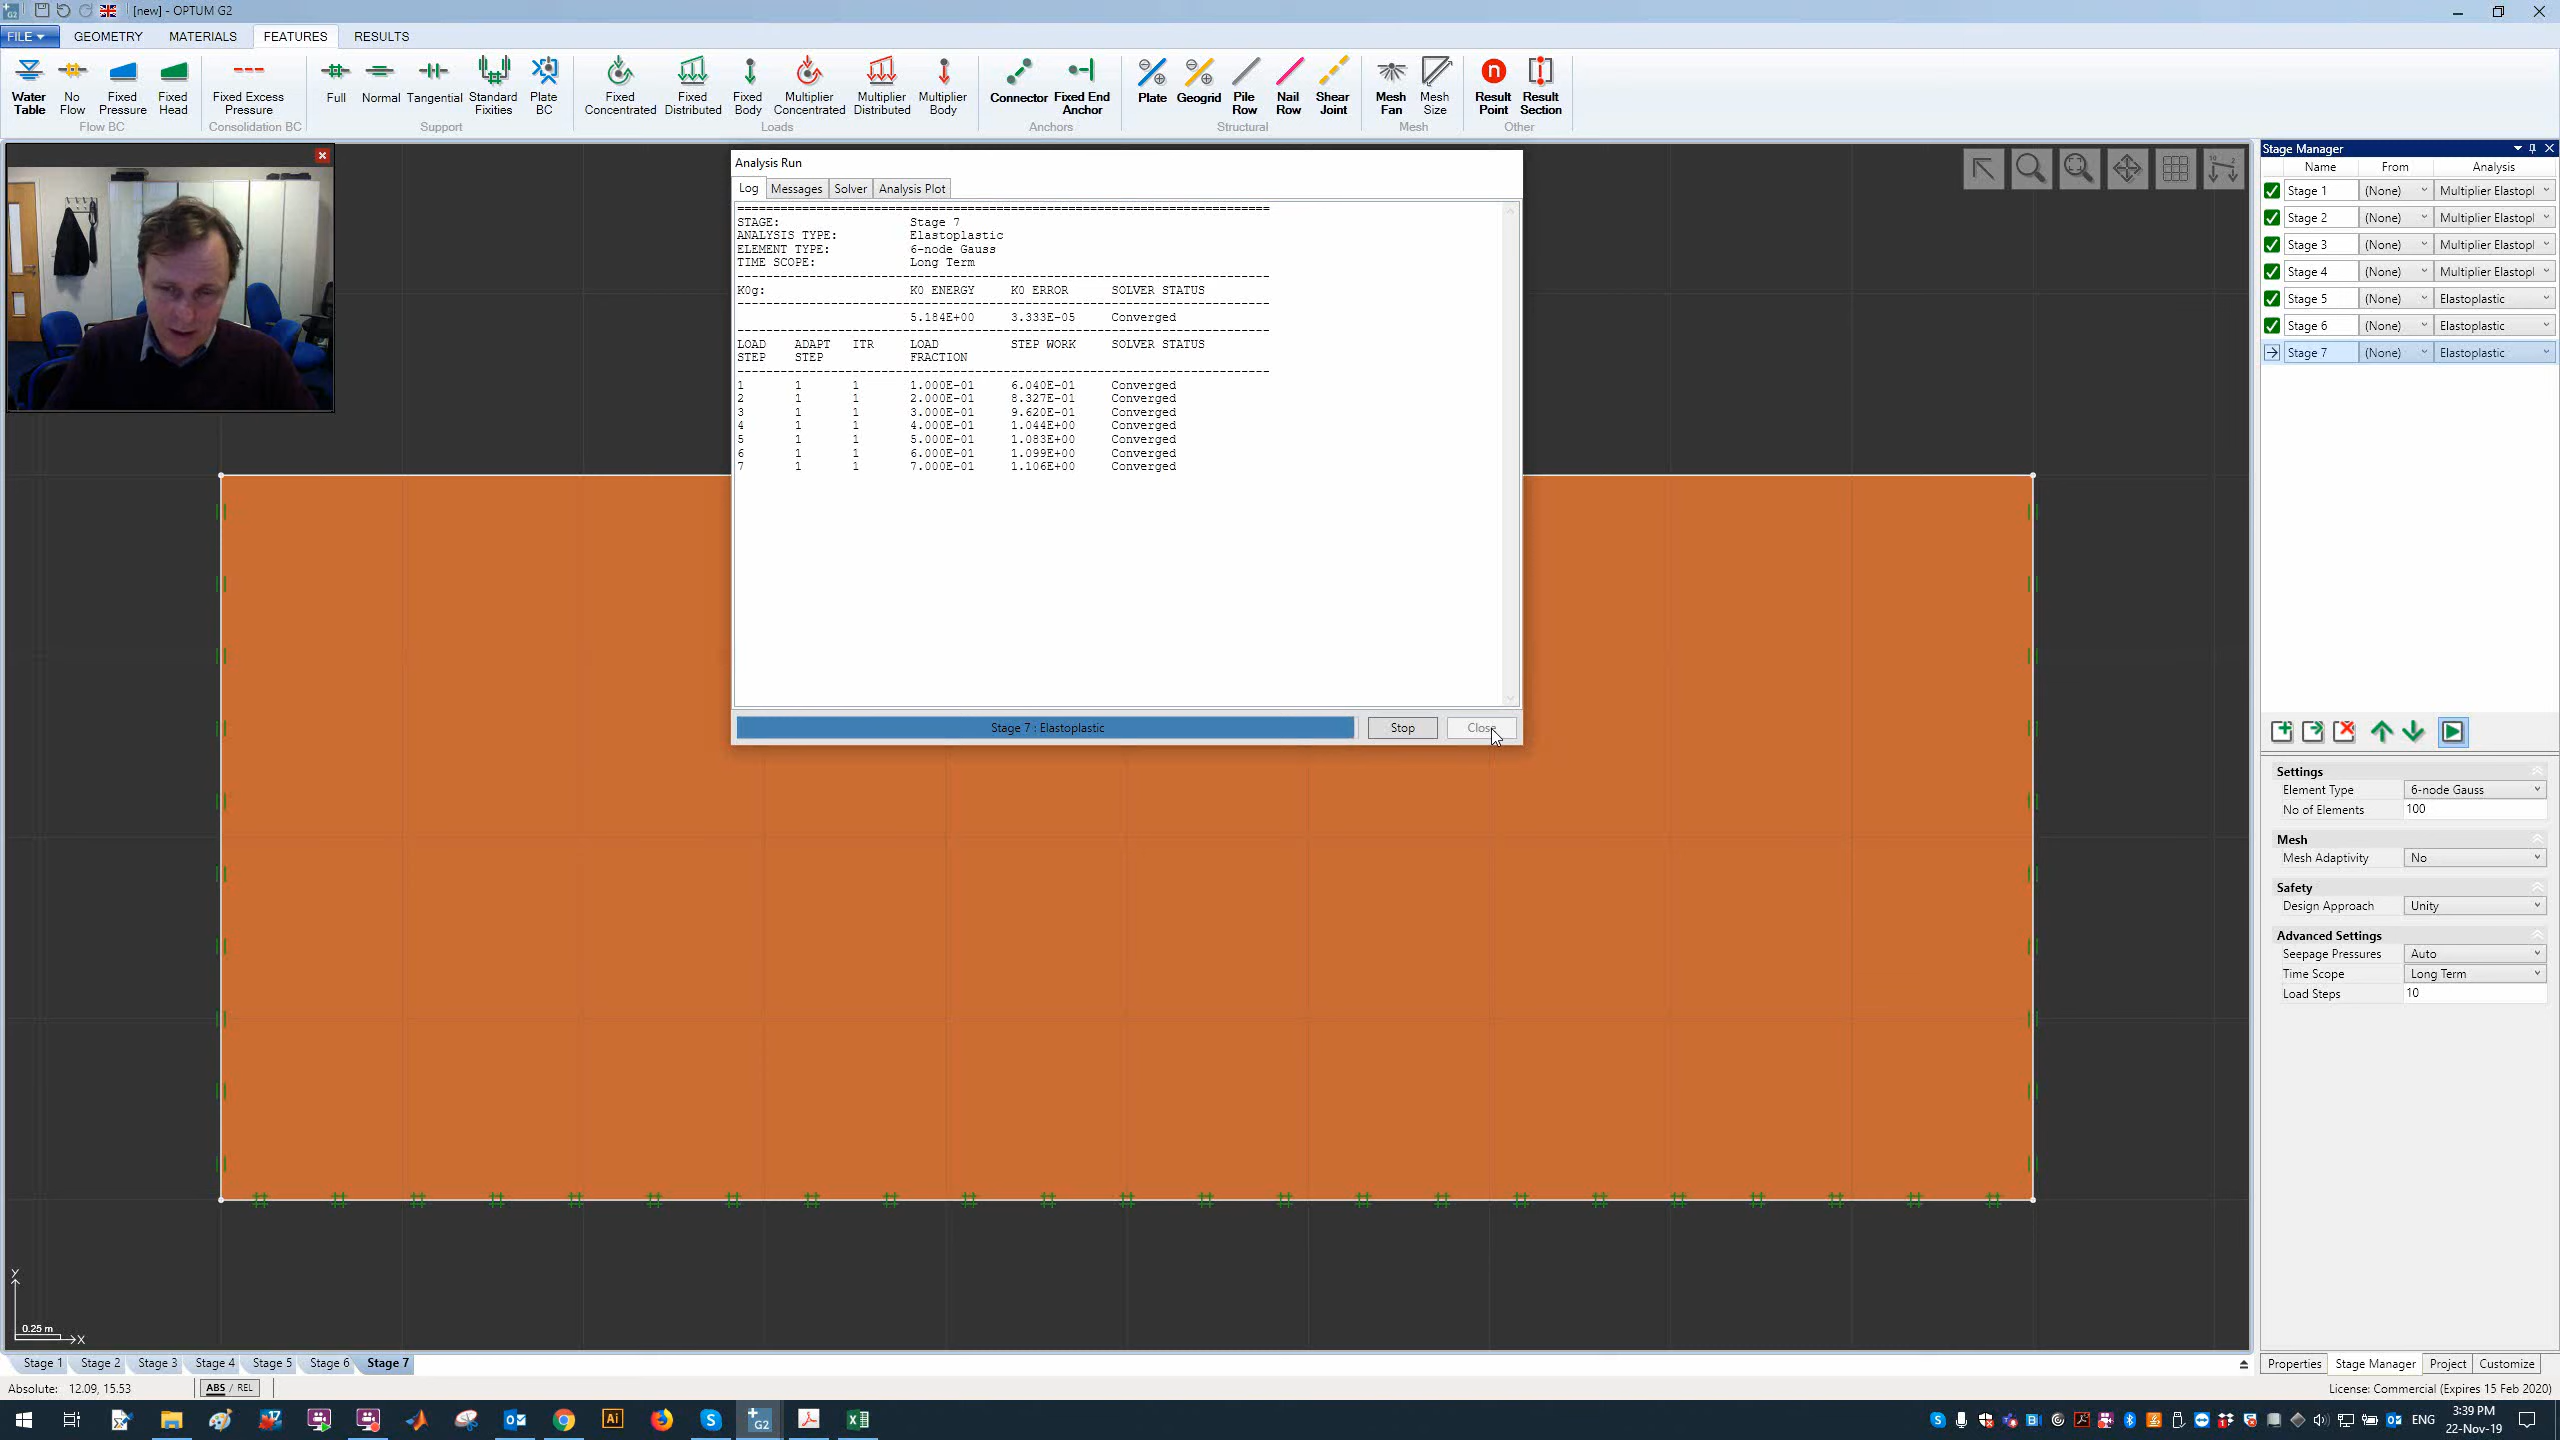 [new] - OPTUM G2
FILE GEOMETRY MATERIALS FEATURES RESULTS
Water Table
No Flow
Fixed Pressure
Fixed Head
Flow BC
Fixed Excess Pressure
Consolidation BC
Full
Normal
Tangential
Standard Fixities
Plate BC
Support
Fixed Concentrated
Fixed Distributed
Fixed Body
Multiplier Concentrated
Multiplier Distributed
Multiplier Body
Loads
Connector
Fixed End Anchor
Anchors
Plate
Geogrid
Pile Row
Nail Row
Shear Joint
Structural
Mesh Fan
Mesh Size
Mesh
Result Point
Result Section
Other
Analysis Run
Log Messages Solver Analysis Plot
STAGE: Stage 7
ANALYSIS TYPE: Elastoplastic
ELEMENT TYPE: 6-node Gauss
TIME SCOPE: Long Term
K0g: K0 ENERGY K0 ERROR SOLVER STATUS
5.184E+00 3.333E-05 Converged
LOAD ADAPT ITR LOAD STEP WORK SOLVER STATUS
STEP STEP FRACTION
1 1 1 1.000E-01 6.040E-01 Converged
2 1 1 2.000E-01 8.327E-01 Converged
3 1 1 3.000E-01 9.620E-01 Converged
4 1 1 4.000E-01 1.044E+00 Converged
5 1 1 5.000E-01 1.083E+00 Converged
6 1 1 6.000E-01 1.099E+00 Converged
7 1 1 7.000E-01 1.106E+00 Converged
Stage 7 : Elastoplastic
Stop
Close
Stage Manager
Name From Analysis
Stage 1 (None) Multiplier Elastopl
Stage 2 (None) Multiplier Elastopl
Stage 3 (None) Multiplier Elastopl
Stage 4 (None) Multiplier Elastopl
Stage 5 (None) Elastoplastic
Stage 6 (None) Elastoplastic
Stage 7 (None) Elastoplastic
Settings
Element Type 6-node Gauss
No of Elements 100
Mesh
Mesh Adaptivity No
Safety
Design Approach Unity
Advanced Settings
Seepage Pressures Auto
Time Scope Long Term
Load Steps 10
Y
0.25 m
X
Stage 1 Stage 2 Stage 3 Stage 4 Stage 5 Stage 6 Stage 7
Properties Stage Manager Project Customize
Absolute: 12.09, 15.53 ABS / REL
License: Commercial (Expires 15 Feb 2020)
ENG
3:39 PM
22-Nov-19